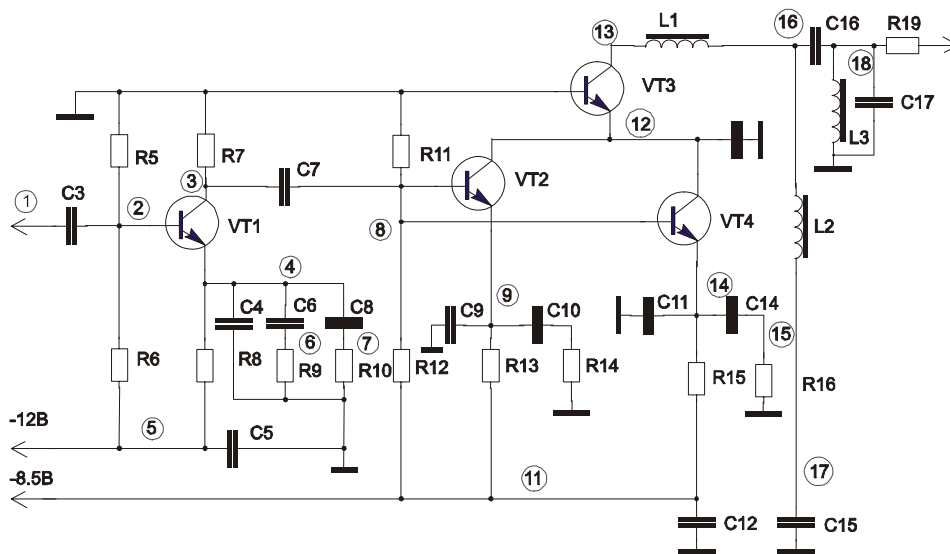 L1
16
C16
R19
13
18
C17
VT3
L3
12
R5
R7
R11
C7
VT2
3
1
C3
2
VT1
8
VT4
L2
4
9
14
C4
C6
C8
C9
C10
C11
C14
6
7
15
R6
R8
R9
R10
R12
R13
R14
R15
R16
-12В
5
C5
-8.5В
11
17
C12
C15